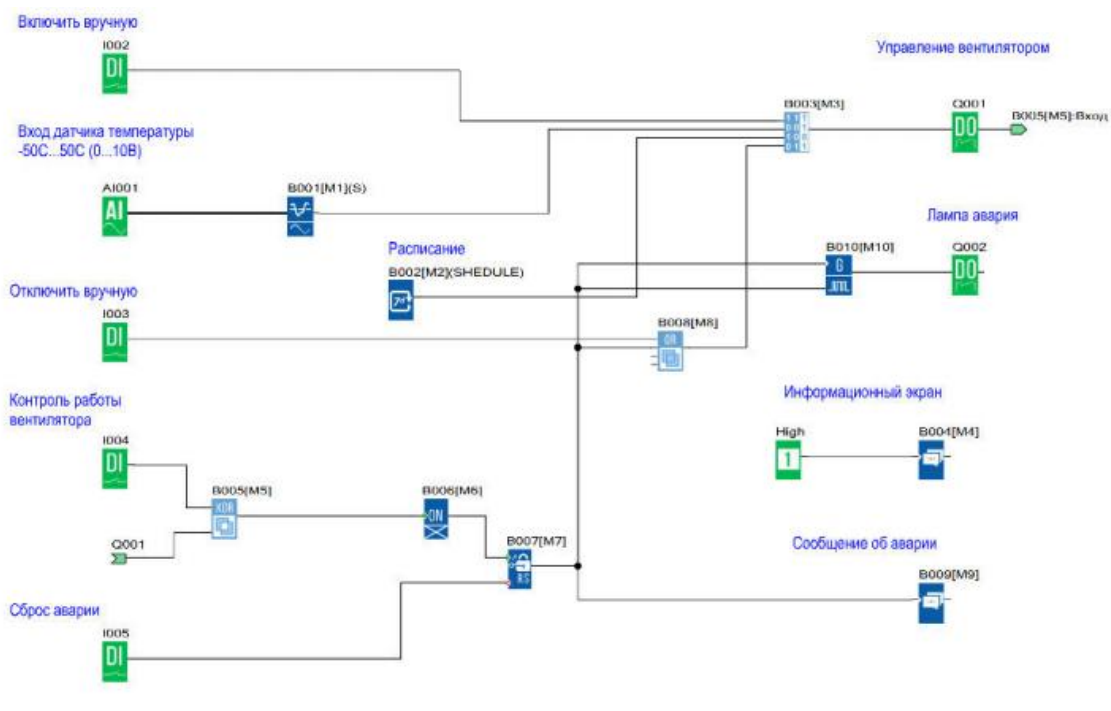 Включить вручную
I002
DI
Управление вентилятором
B003[M3]
Q001
DO
B005[M5]:Вход
Вход датчика температуры
-50C...50C (0...10В)
AI001
AI
B001[M1](S)
Лампа авария
B010[M10]
G
Q002
DO
Расписание
B002[M2](SHEDULE)
Отключить вручную
I003
DI
B008[M8]
OR
Контроль работы
вентилятора
I004
DI
Информационный экран
High
1
B004[M4]
B005[M5]
XOR
B006[M6]
ON
Q001
B007[M7]
RS
Сообщение об аварии
B009[M9]
Сброс аварии
I005
DI